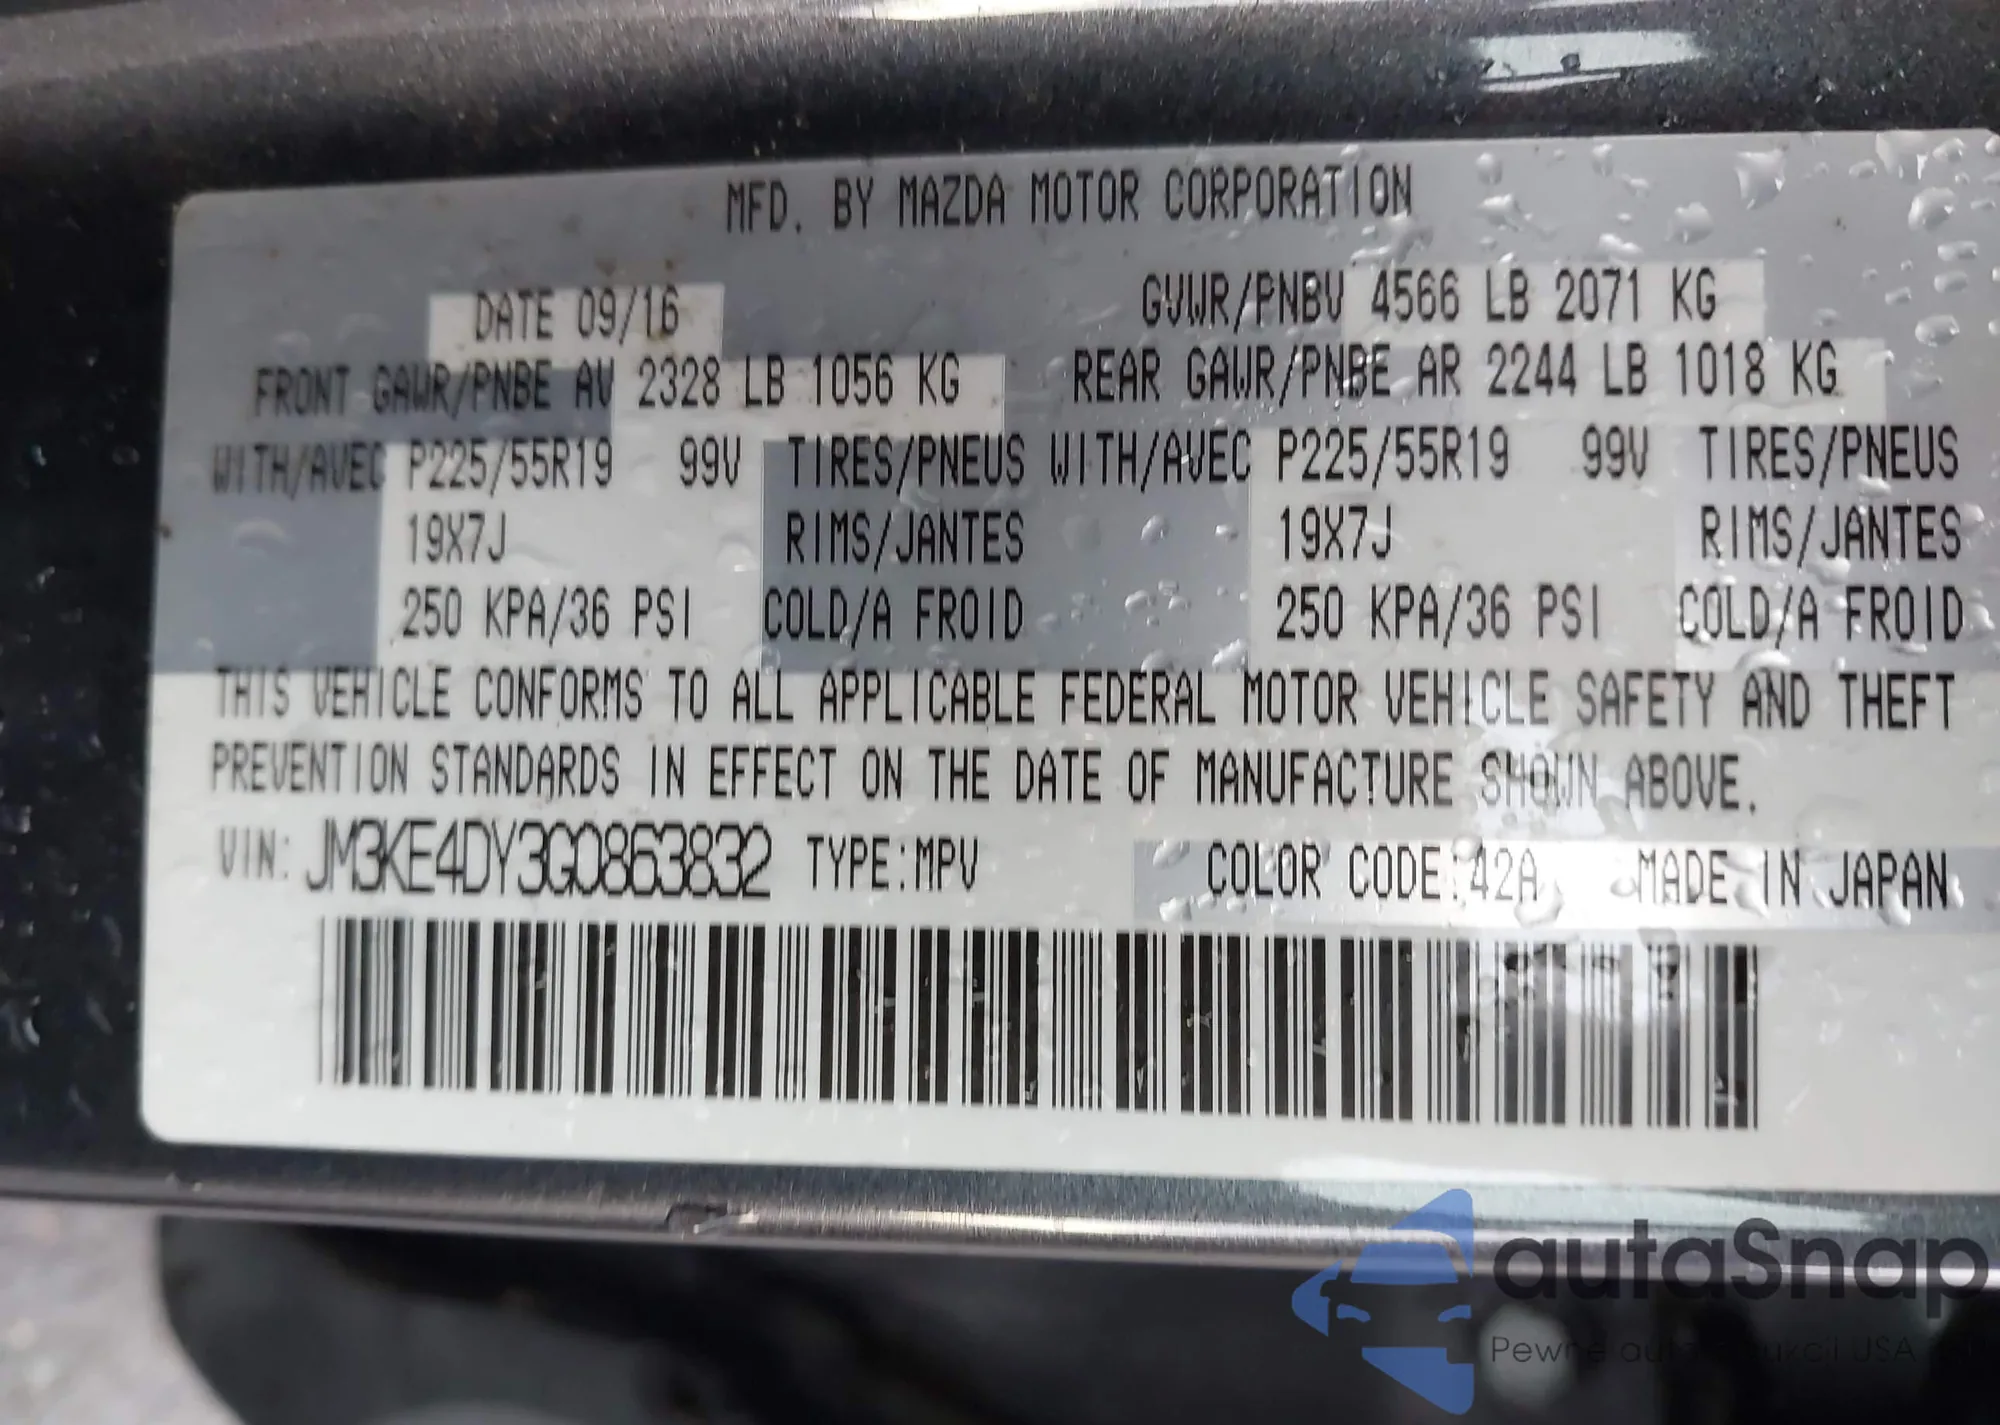 MFD. BY MAZDA MOTOR CORPORATION
DATE 09/16 GVWR/PNBV 4566 LB 2071 KG
FRONT GAWR/PNBE AV 2328 LB 1056 KG REAR GAWR/PNBE AR 2244 LB 1018 KG
WITH/AVEC P225/55R19 99V TIRES/PNEUS WITH/AVEC P225/55R19 99V TIRES/PNEUS
19X7J RIMS/JANTES 19X7J RIMS/JANTES
250 KPA/36 PSI COLD/A FROID 250 KPA/36 PSI COLD/A FROID
THIS VEHICLE CONFORMS TO ALL APPLICABLE FEDERAL MOTOR VEHICLE SAFETY AND THEFT
PREVENTION STANDARDS IN EFFECT ON THE DATE OF MANUFACTURE SHOWN ABOVE.
VIN: JM3KE4DY3G0863832 TYPE:MPV COLOR CODE:42A MADE IN JAPAN
autaSnap
Pewne auta USA